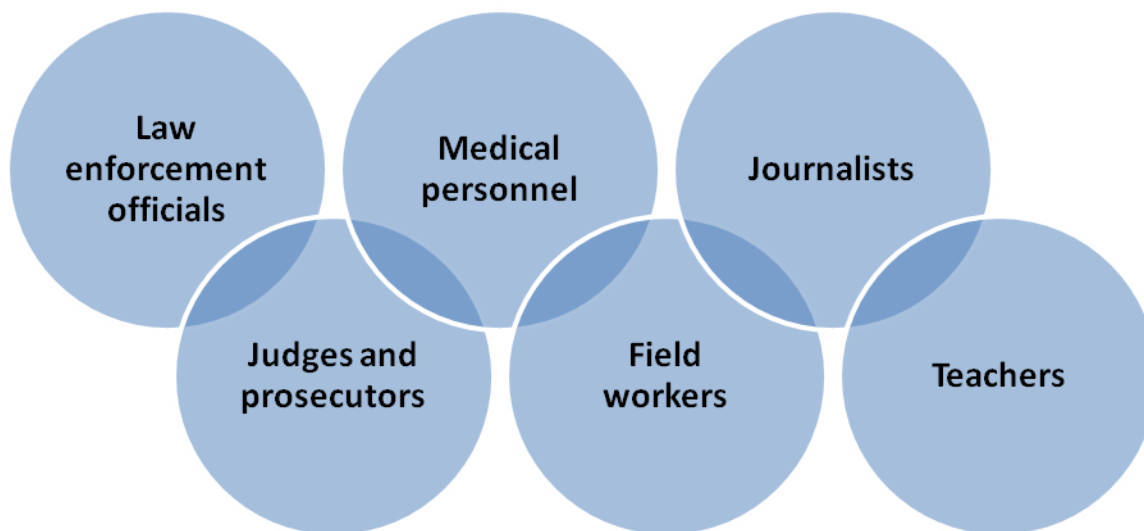 Law
enforcement
officials
Medical
personnel
Journalists
Judges and
prosecutors
Field
workers
Teachers